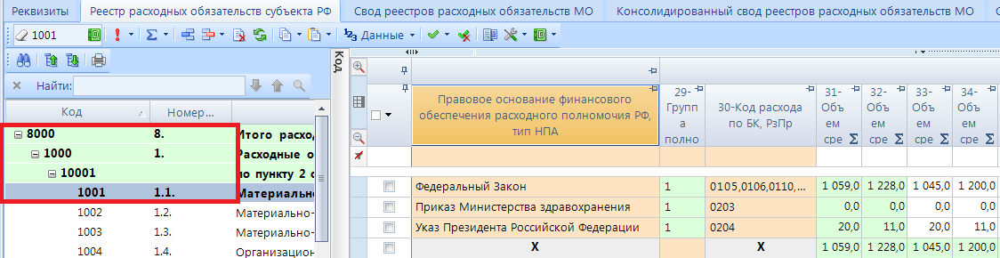 Реквизиты Реестр расходных обязательств субъекта РФ Свод реестров расходных обязательств МО Консолидированный свод реестров расходных обязательств МО С
1001 Данные
Найти:
Код Номер...
8000 8. Итого расхо
1000 1. Расходные о
10001 по пункту 2 с
1001 1.1. Материально
1002 1.2. Материально-
1003 1.3. Материально-
1004 1.4. Организацион
Код
Правовое основание финансового обеспечения расходного полномочия РФ, тип НПА
29-Группа полно
30-Код расхода по БК, РзПр
31-Объем сре Σ
32-Объем сре Σ
33-Объем сре Σ
34-Объем сре Σ
Федеральный Закон 1 0105,0106,0110,... 1 059,0 1 228,0 1 045,0 1 200,0
Приказ Министерства здравохранения 1 0203 0,0 0,0 0,0 0,0
Указ Президента Российской Федерации 1 0204 20,0 11,0 20,0 11,0
X X 1 059,0 1 228,0 1 045,0 1 200,0